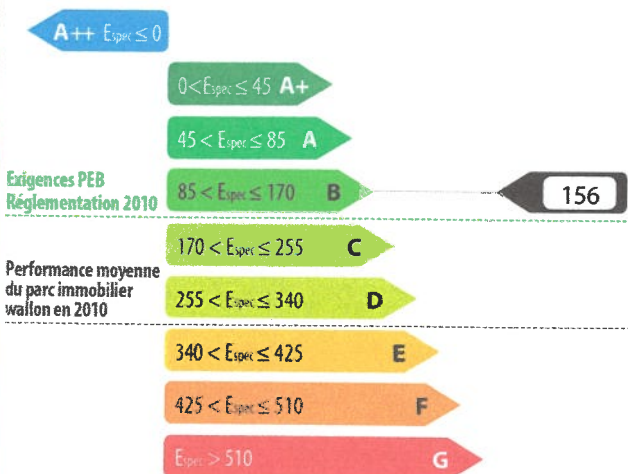 A++ Espec ≤ 0
0 < Espec ≤ 45 A+
45 < Espec ≤ 85 A
Exigences PEB
Réglementation 2010
85 < Espec ≤ 170 B
156
170 < Espec ≤ 255 C
Performance moyenne
du parc immobilier
wallon en 2010
255 < Espec ≤ 340 D
340 < Espec ≤ 425 E
425 < Espec ≤ 510 F
Espec > 510 G